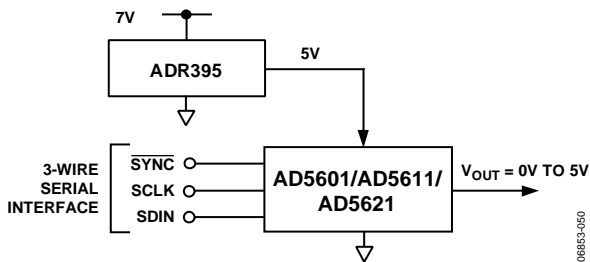 7V
ADR395
5V
3-WIRE
SERIAL
INTERFACE
SYNC
SCLK
SDIN
AD5601/AD5611/
AD5621
VOUT = 0V TO 5V
06853-050